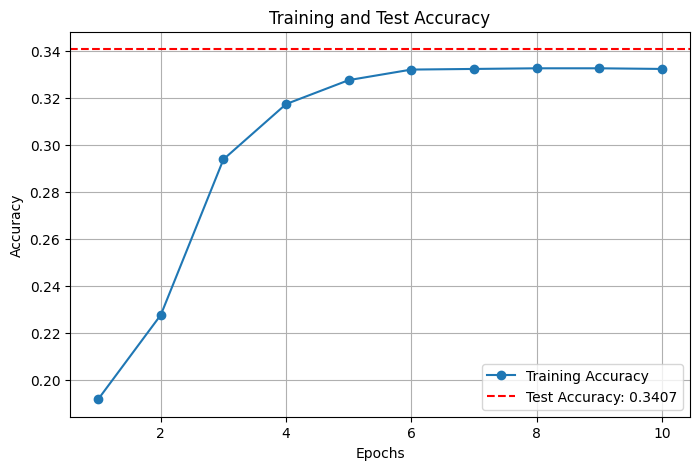 Training and Test Accuracy
Accuracy
0.34
0.32
0.30
0.28
0.26
0.24
0.22
0.20
Training Accuracy
Test Accuracy: 0.3407
2
4
6
8
10
Epochs